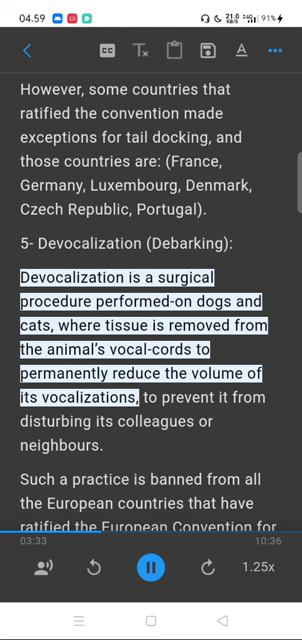 04.59
21.0 KB/s
91%
CC
However, some countries that
ratified the convention made
exceptions for tail docking, and
those countries are: (France,
Germany, Luxembourg, Denmark,
Czech Republic, Portugal).
5- Devocalization (Debarking):
Devocalization is a surgical
procedure performed-on dogs and
cats, where tissue is removed from
the animal’s vocal-cords to
permanently reduce the volume of
its vocalizations, to prevent it from
disturbing its colleagues or
neighbours.
Such a practice is banned from all
the European countries that have
ratified the European Convention for
03:33
10:36
1.25x